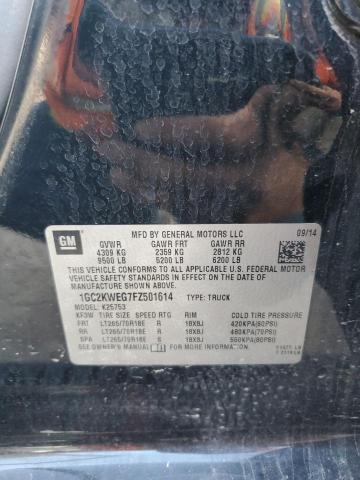 GM
MFD BY GENERAL MOTORS LLC 09/14
GVWR GAWR FRT GAWR RR
4309 KG 2359 KG 2812 KG
9500 LB 5200 LB 6200 LB
THIS VEHICLE CONFORMS TO ALL APPLICABLE U.S. FEDERAL MOTOR
VEHICLE SAFETY STANDARDS IN EFFECT ON THE DATE OF
MANUFACTURE SHOWN ABOVE.
1GC2KWEG7FZ501614 TYPE: TRUCK
MODEL: K25753
KF3W TIRE SIZE SPEED RTG RIM COLD TIRE PRESSURE
FRT LT265/70R18E R 18X8J 420KPA(60PSI)
RR LT265/70R18E R 18X8J 480KPA(70PSI)
SPA LT265/70R18E S 18X8J 550KPA(80PSI)
SEE OWNER'S MANUAL FOR MORE INFORMATION.